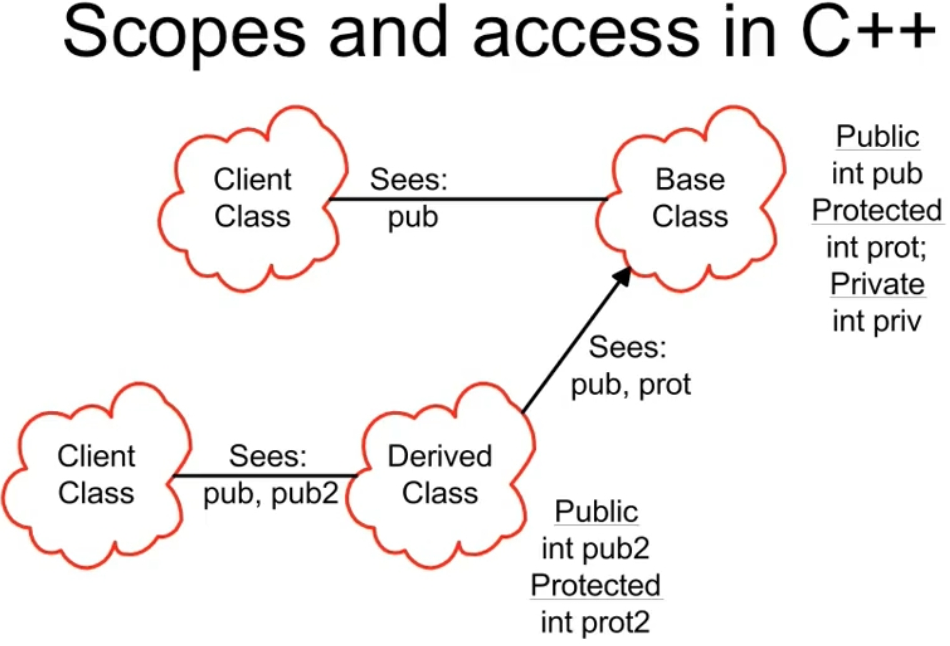 Scopes and access in C++
Client
Class
Sees:
pub
Base
Class
Public
int pub
Protected
int prot;
Private
int priv
Sees:
pub, prot
Client
Class
Sees:
pub, pub2
Derived
Class
Public
int pub2
Protected
int prot2